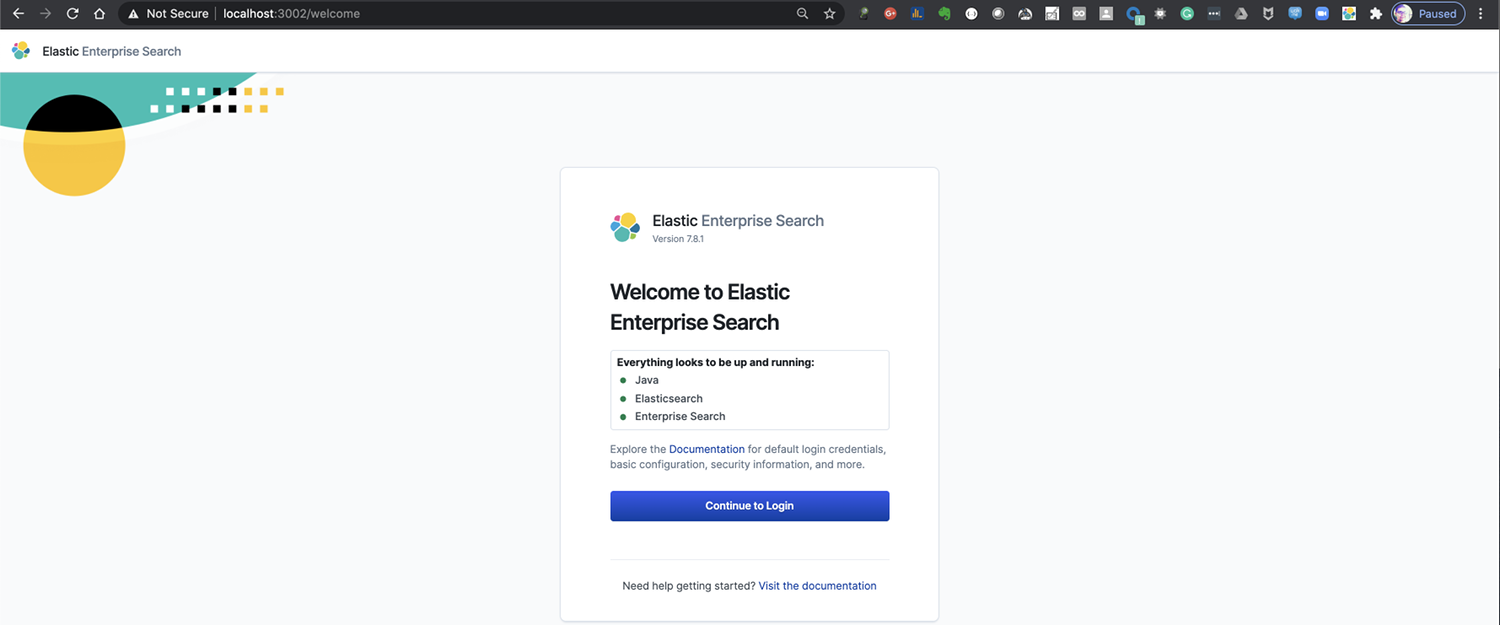 Not Secure | localhost:3002/welcome
Paused
Elastic Enterprise Search
Elastic Enterprise Search
Version 7.8.1
Welcome to Elastic
Enterprise Search
Everything looks to be up and running:
Java
Elasticsearch
Enterprise Search
Explore the Documentation for default login credentials,
basic configuration, security information, and more.
Continue to Login
Need help getting started? Visit the documentation